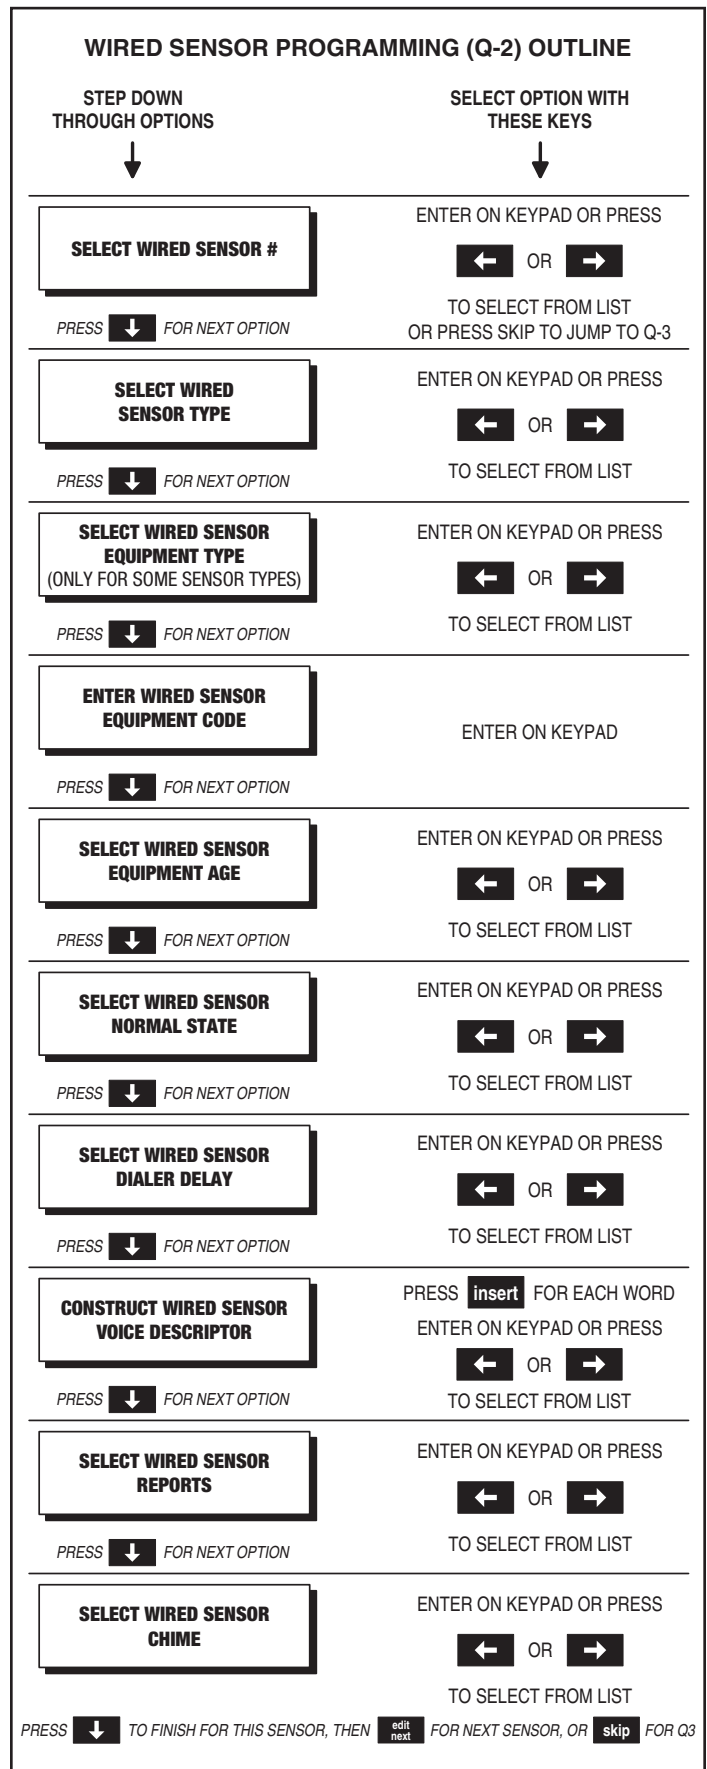 WIRED SENSOR PROGRAMMING (Q-2) OUTLINE
STEP DOWN
THROUGH OPTIONS
SELECT OPTION WITH
THESE KEYS
SELECT WIRED SENSOR #
PRESS ↓ FOR NEXT OPTION
ENTER ON KEYPAD OR PRESS
← OR →
TO SELECT FROM LIST
OR PRESS SKIP TO JUMP TO Q-3
SELECT WIRED
SENSOR TYPE
PRESS ↓ FOR NEXT OPTION
ENTER ON KEYPAD OR PRESS
← OR →
TO SELECT FROM LIST
SELECT WIRED SENSOR
EQUIPMENT TYPE
(ONLY FOR SOME SENSOR TYPES)
PRESS ↓ FOR NEXT OPTION
ENTER ON KEYPAD OR PRESS
← OR →
TO SELECT FROM LIST
ENTER WIRED SENSOR
EQUIPMENT CODE
PRESS ↓ FOR NEXT OPTION
ENTER ON KEYPAD
SELECT WIRED SENSOR
EQUIPMENT AGE
PRESS ↓ FOR NEXT OPTION
ENTER ON KEYPAD OR PRESS
← OR →
TO SELECT FROM LIST
SELECT WIRED SENSOR
NORMAL STATE
PRESS ↓ FOR NEXT OPTION
ENTER ON KEYPAD OR PRESS
← OR →
TO SELECT FROM LIST
SELECT WIRED SENSOR
DIALER DELAY
PRESS ↓ FOR NEXT OPTION
ENTER ON KEYPAD OR PRESS
← OR →
TO SELECT FROM LIST
CONSTRUCT WIRED SENSOR
VOICE DESCRIPTOR
PRESS ↓ FOR NEXT OPTION
PRESS insert FOR EACH WORD
ENTER ON KEYPAD OR PRESS
← OR →
TO SELECT FROM LIST
SELECT WIRED SENSOR
REPORTS
PRESS ↓ FOR NEXT OPTION
ENTER ON KEYPAD OR PRESS
← OR →
TO SELECT FROM LIST
SELECT WIRED SENSOR
CHIME
ENTER ON KEYPAD OR PRESS
← OR →
TO SELECT FROM LIST
PRESS ↓ TO FINISH FOR THIS SENSOR, THEN edit next FOR NEXT SENSOR, OR skip FOR Q3